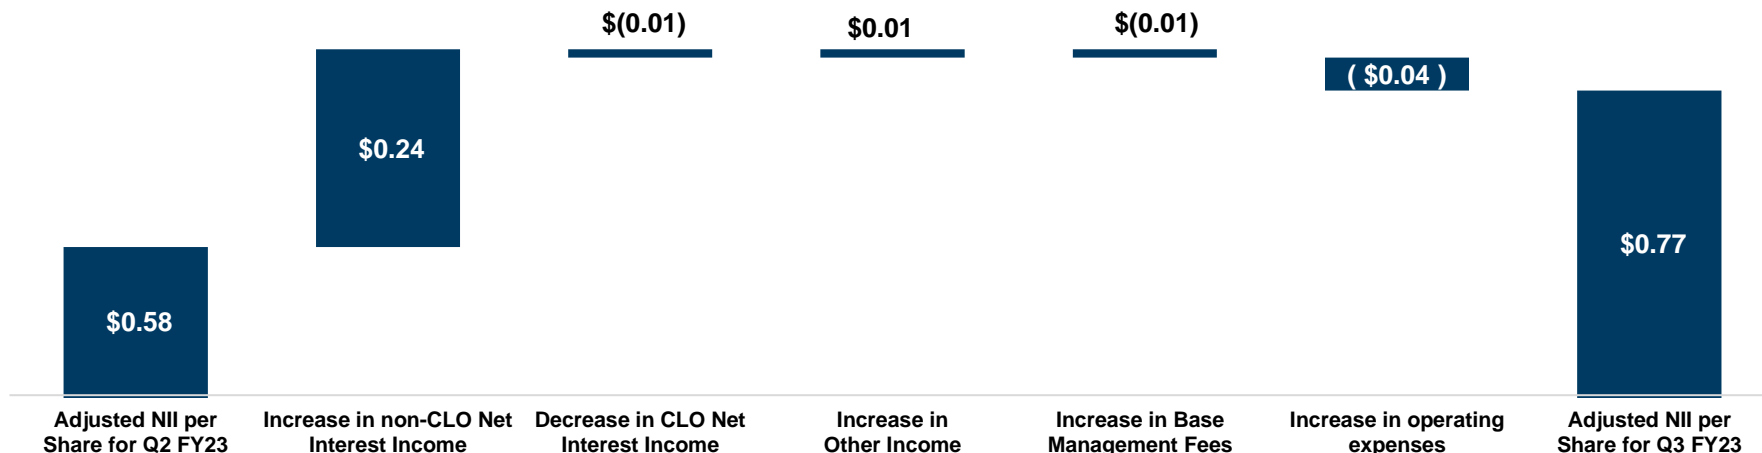 $(0.01)
$0.01
$(0.01)
( $0.04 )
$0.24
$0.77
$0.58
Adjusted NII per
Share for Q2 FY23
Increase in non-CLO Net
Interest Income
Decrease in CLO Net
Interest Income
Increase in
Other Income
Increase in Base
Management Fees
Increase in operating
expenses
Adjusted NII per
Share for Q3 FY23